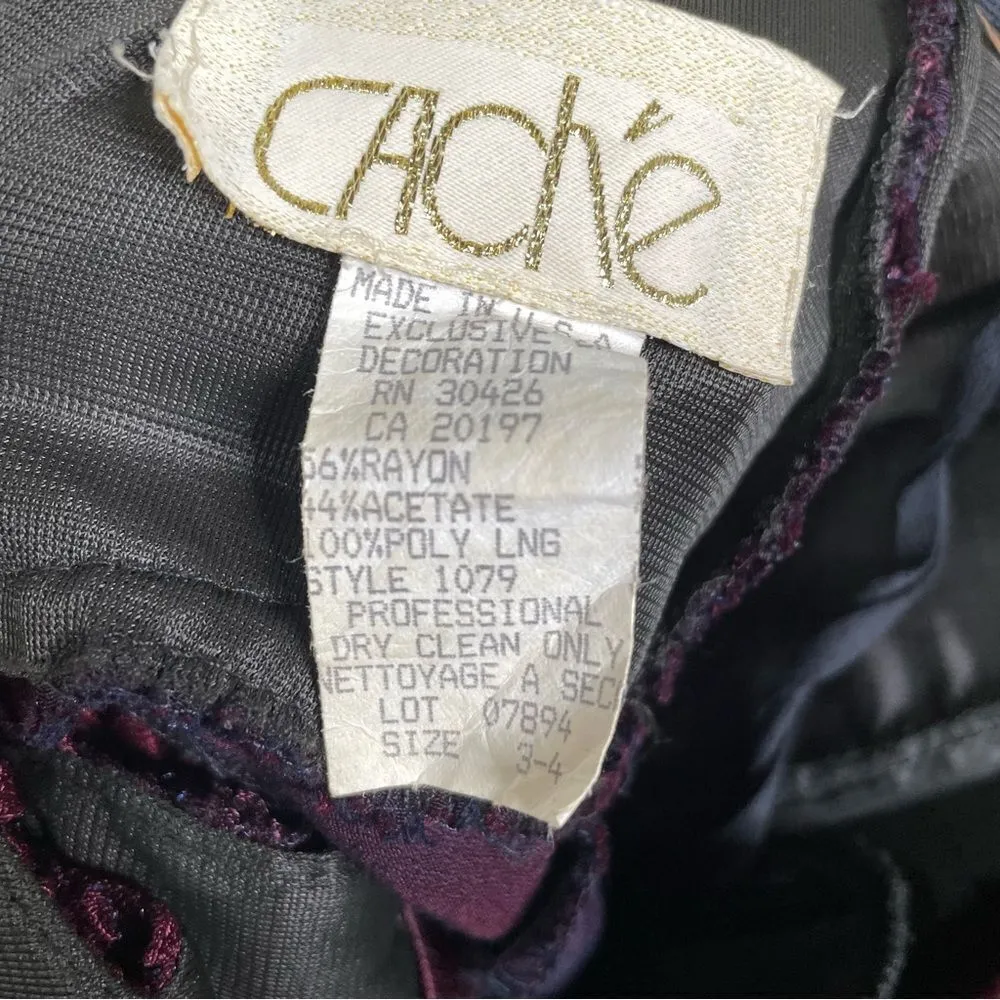 CAché
MADE IN U
EXCLUSIVE
DECORATION
RN 30426
CA 20197
56%RAYON
44%ACETATE
100%POLY LNG
STYLE 1079
PROFESSIONAL
DRY CLEAN ONLY
NETTOYAGE A SEC
LOT 07894
SIZE 3-4